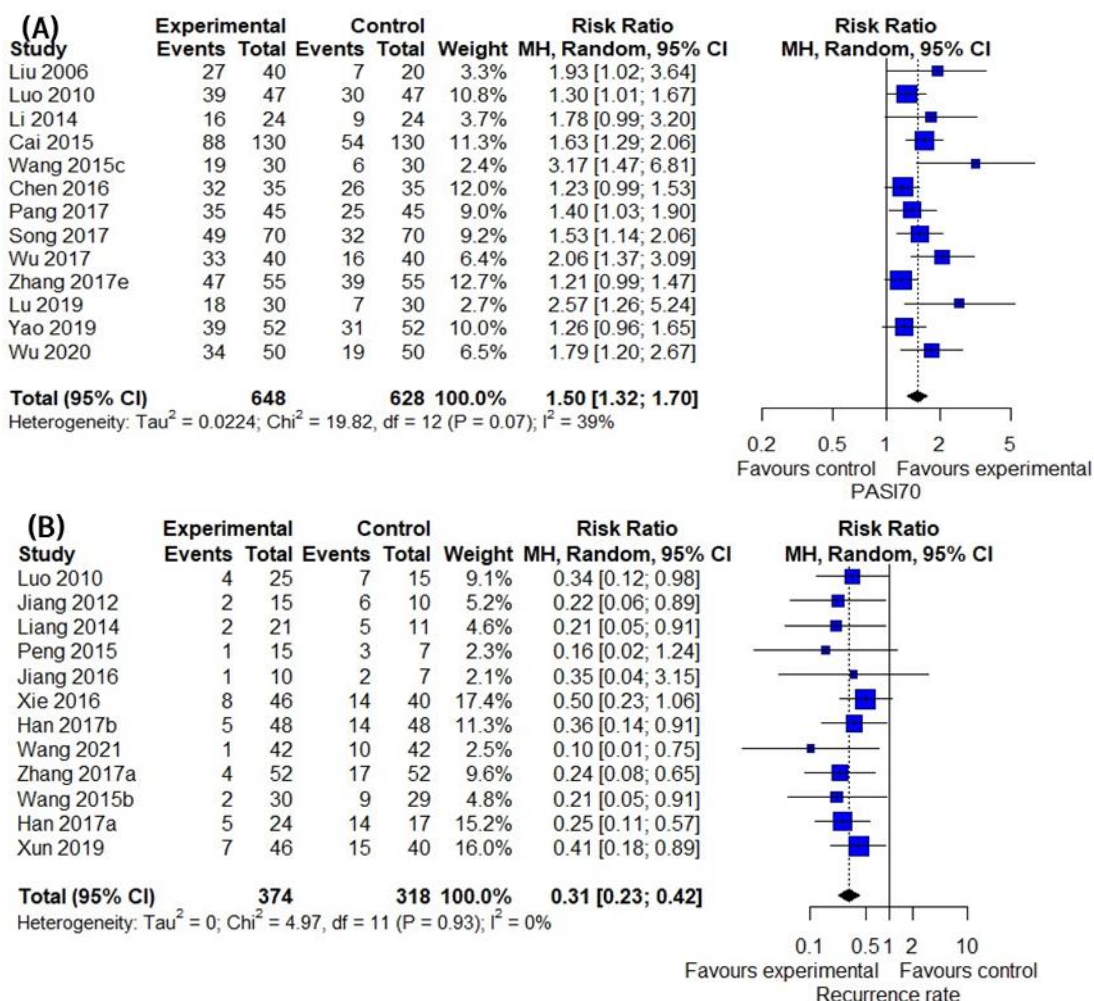 (A)
Experimental Control Risk Ratio Risk Ratio
Study Events Total Events Total Weight MH, Random, 95% CI MH, Random, 95% CI
Liu 2006 27 40 7 20 3.3% 1.93 [1.02; 3.64]
Luo 2010 39 47 30 47 10.8% 1.30 [1.01; 1.67]
Li 2014 16 24 9 24 3.7% 1.78 [0.99; 3.20]
Cai 2015 88 130 54 130 11.3% 1.63 [1.29; 2.06]
Wang 2015c 19 30 6 30 2.4% 3.17 [1.47; 6.81]
Chen 2016 32 35 26 35 12.0% 1.23 [0.99; 1.53]
Pang 2017 35 45 25 45 9.0% 1.40 [1.03; 1.90]
Song 2017 49 70 32 70 9.2% 1.53 [1.14; 2.06]
Wu 2017 33 40 16 40 6.4% 2.06 [1.37; 3.09]
Zhang 2017e 47 55 39 55 12.7% 1.21 [0.99; 1.47]
Lu 2019 18 30 7 30 2.7% 2.57 [1.26; 5.24]
Yao 2019 39 52 31 52 10.0% 1.26 [0.96; 1.65]
Wu 2020 34 50 19 50 6.5% 1.79 [1.20; 2.67]
Total (95% CI) 648 628 100.0% 1.50 [1.32; 1.70]
Heterogeneity: Tau² = 0.0224; Chi² = 19.82, df = 12 (P = 0.07); I² = 39%
0.2 0.5 1 2 5
Favours control Favours experimental
PASI70
(B)
Experimental Control Risk Ratio Risk Ratio
Study Events Total Events Total Weight MH, Random, 95% CI MH, Random, 95% CI
Luo 2010 4 25 7 15 9.1% 0.34 [0.12; 0.98]
Jiang 2012 2 15 6 10 5.2% 0.22 [0.06; 0.89]
Liang 2014 2 21 5 11 4.6% 0.21 [0.05; 0.91]
Peng 2015 1 15 3 7 2.3% 0.16 [0.02; 1.24]
Jiang 2016 1 10 2 7 2.1% 0.35 [0.04; 3.15]
Xie 2016 8 46 14 40 17.4% 0.50 [0.23; 1.06]
Han 2017b 5 48 14 48 11.3% 0.36 [0.14; 0.91]
Wang 2021 1 42 10 42 2.5% 0.10 [0.01; 0.75]
Zhang 2017a 4 52 17 52 9.6% 0.24 [0.08; 0.65]
Wang 2015b 2 30 9 29 4.8% 0.21 [0.05; 0.91]
Han 2017a 5 24 14 17 15.2% 0.25 [0.11; 0.57]
Xun 2019 7 46 15 40 16.0% 0.41 [0.18; 0.89]
Total (95% CI) 374 318 100.0% 0.31 [0.23; 0.42]
Heterogeneity: Tau² = 0; Chi² = 4.97, df = 11 (P = 0.93); I² = 0%
0.1 0.5 1 2 10
Favours experimental Favours control
Recurrence rate